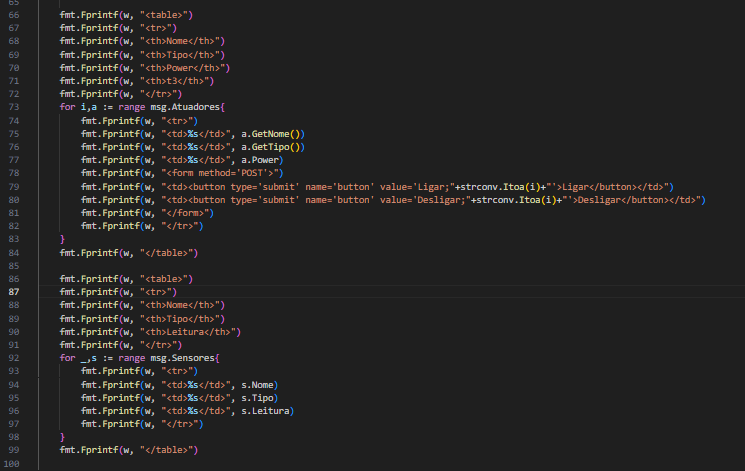 65
66 fmt.Fprintf(w, "<table>")
67 fmt.Fprintf(w, "<tr>")
68 fmt.Fprintf(w, "<th>Nome</th>")
69 fmt.Fprintf(w, "<th>Tipo</th>")
70 fmt.Fprintf(w, "<th>Power</th>")
71 fmt.Fprintf(w, "<th>t3</th>")
72 fmt.Fprintf(w, "</tr>")
73 for i,a := range msg.Atuadores{
74 fmt.Fprintf(w, "<tr>")
75 fmt.Fprintf(w, "<td>%s</td>", a.GetNome())
76 fmt.Fprintf(w, "<td>%s</td>", a.GetTipo())
77 fmt.Fprintf(w, "<td>%s</td>", a.Power)
78 fmt.Fprintf(w, "<form method='POST'>")
79 fmt.Fprintf(w, "<td><button type='submit' name='button' value='Ligar;"+strconv.Itoa(i)+"'>Ligar</button></td>")
80 fmt.Fprintf(w, "<td><button type='submit' name='button' value='Desligar;"+strconv.Itoa(i)+"'>Desligar</button></td>")
81 fmt.Fprintf(w, "</form>")
82 fmt.Fprintf(w, "</tr>")
83 }
84 fmt.Fprintf(w, "</table>")
85
86 fmt.Fprintf(w, "<table>")
87 fmt.Fprintf(w, "<tr>")
88 fmt.Fprintf(w, "<th>Nome</th>")
89 fmt.Fprintf(w, "<th>Tipo</th>")
90 fmt.Fprintf(w, "<th>Leitura</th>")
91 fmt.Fprintf(w, "</tr>")
92 for _,s := range msg.Sensores{
93 fmt.Fprintf(w, "<tr>")
94 fmt.Fprintf(w, "<td>%s</td>", s.Nome)
95 fmt.Fprintf(w, "<td>%s</td>", s.Tipo)
96 fmt.Fprintf(w, "<td>%s</td>", s.Leitura)
97 fmt.Fprintf(w, "</tr>")
98 }
99 fmt.Fprintf(w, "</table>")
100